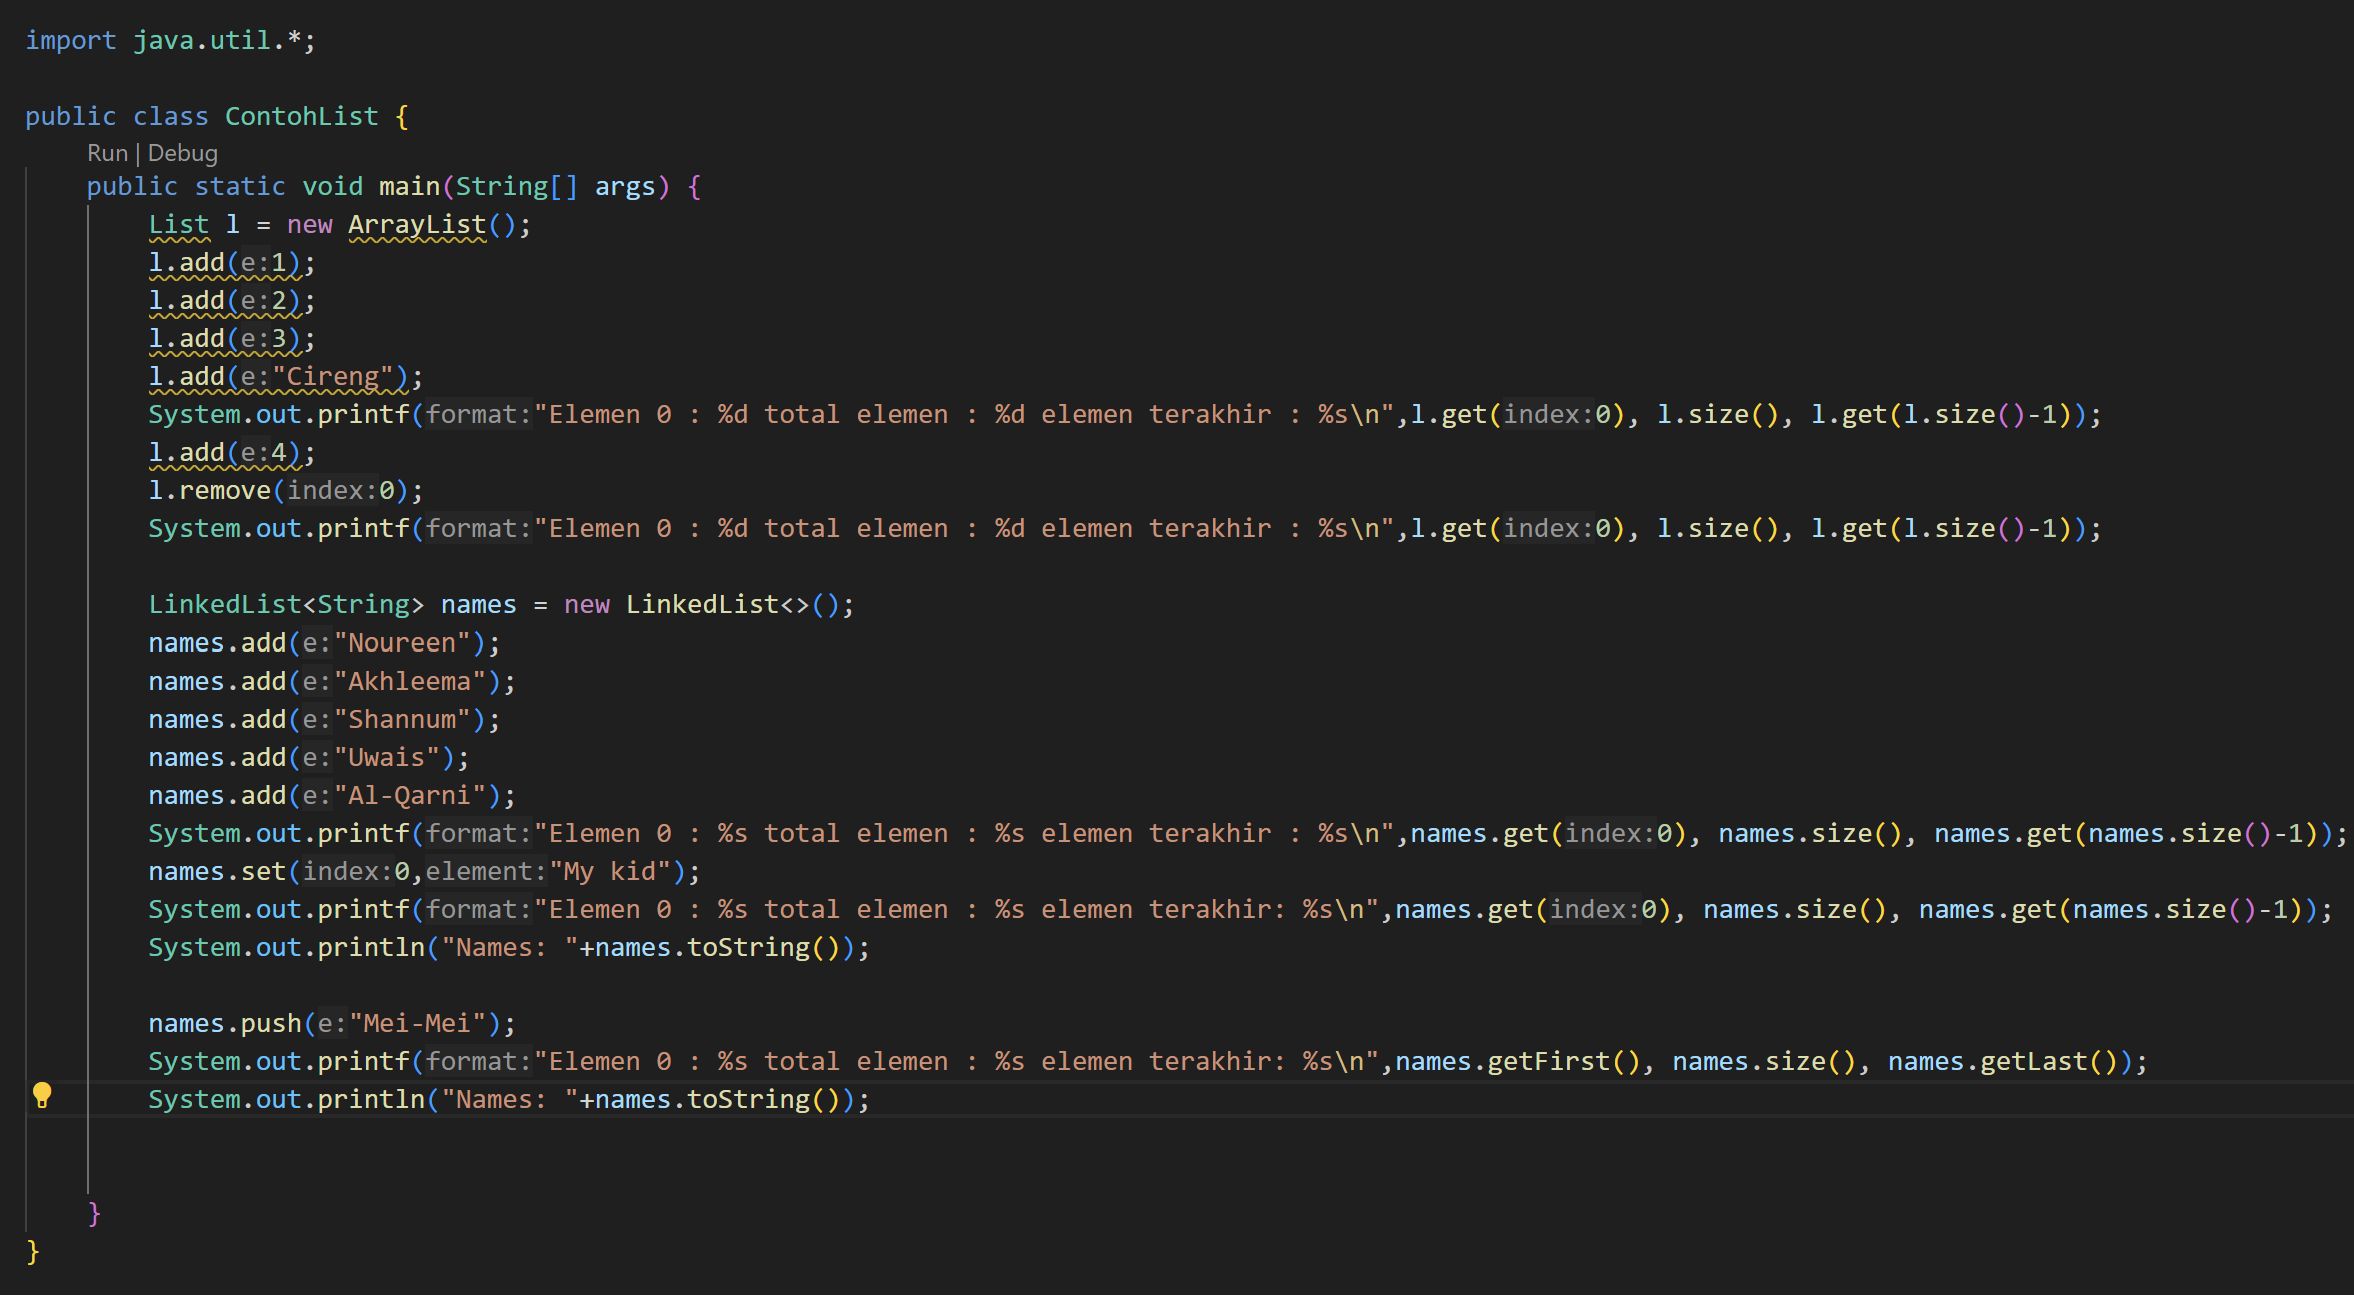 import java.util.*;
public class ContohList {
Run | Debug
public static void main(String[] args) {
List l = new ArrayList();
l.add(e:1);
l.add(e:2);
l.add(e:3);
l.add(e:"Cireng");
System.out.printf(format:"Elemen 0 : %d total elemen : %d elemen terakhir : %s\n",l.get(index:0), l.size(), l.get(l.size()-1));
l.add(e:4);
l.remove(index:0);
System.out.printf(format:"Elemen 0 : %d total elemen : %d elemen terakhir : %s\n",l.get(index:0), l.size(), l.get(l.size()-1));
LinkedList<String> names = new LinkedList<>();
names.add(e:"Noureen");
names.add(e:"Akhleema");
names.add(e:"Shannum");
names.add(e:"Uwais");
names.add(e:"Al-Qarni");
System.out.printf(format:"Elemen 0 : %s total elemen : %s elemen terakhir : %s\n",names.get(index:0), names.size(), names.get(names.size()-1));
names.set(index:0,element:"My kid");
System.out.printf(format:"Elemen 0 : %s total elemen : %s elemen terakhir: %s\n",names.get(index:0), names.size(), names.get(names.size()-1));
System.out.println("Names: "+names.toString());
names.push(e:"Mei-Mei");
System.out.printf(format:"Elemen 0 : %s total elemen : %s elemen terakhir: %s\n",names.getFirst(), names.size(), names.getLast());
System.out.println("Names: "+names.toString());
}
}